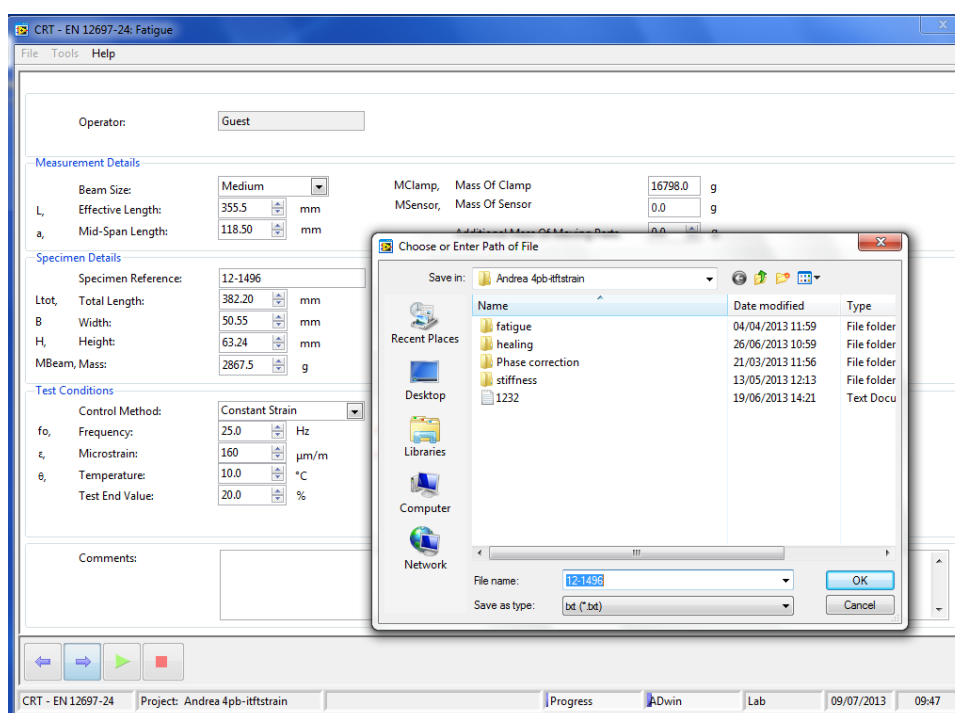 CRT - EN 12697-24: Fatigue
File Tools Help
Operator: Guest
Measurement Details
Beam Size: Medium
MClamp, Mass Of Clamp 16798.0 g
L, Effective Length: 355.5 mm
MSensor, Mass Of Sensor 0.0 g
a, Mid-Span Length: 118.50 mm
Additional Mass Of Moving Parts 0.0 g
Specimen Details
Specimen Reference: 12-1496
Ltot, Total Length: 382.20 mm
B Width: 50.55 mm
H, Height: 63.24 mm
MBeam, Mass: 2867.5 g
Test Conditions
Control Method: Constant Strain
fo, Frequency: 25.0 Hz
ε, Microstrain: 160 µm/m
θ, Temperature: 10.0 °C
Test End Value: 20.0 %
Comments:
Choose or Enter Path of File
Save in: Andrea 4pb-itftstrain
Recent Places
Desktop
Libraries
Computer
Network
Name Date modified Type
fatigue 04/04/2013 11:59 File folder
healing 26/06/2013 10:59 File folder
Phase correction 21/03/2013 11:56 File folder
stiffness 13/05/2013 12:13 File folder
1232 19/06/2013 14:21 Text Docu
File name: 12-1496 OK
Save as type: txt (*.txt) Cancel
CRT - EN 12697-24 Project: Andrea 4pb-itftstrain Progress ADwin Lab 09/07/2013 09:47